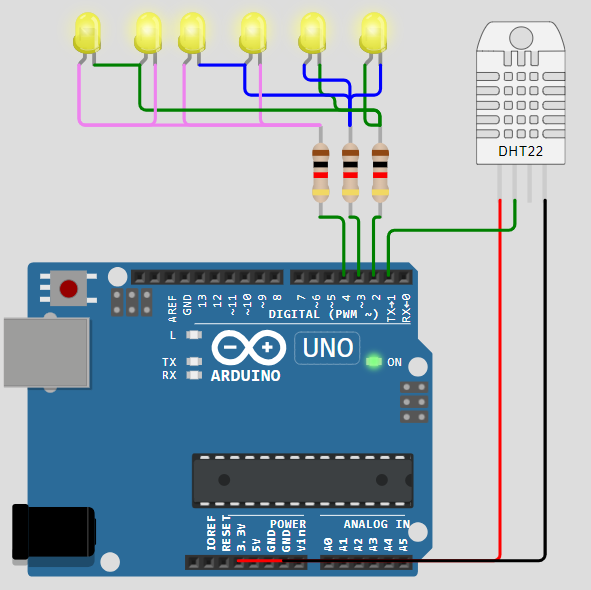 DHT22
AREF
GND
13
12
~11
~10
~9
8
7
~6
~5
4
~3
2
TX→1
RX←0
DIGITAL (PWM ~)
L
TX
RX
UNO
ON
ARDUINO
IOREF
RESET
3.3V
5V
GND
GND
Vin
POWER
ANALOG IN
A0
A1
A2
A3
A4
A5